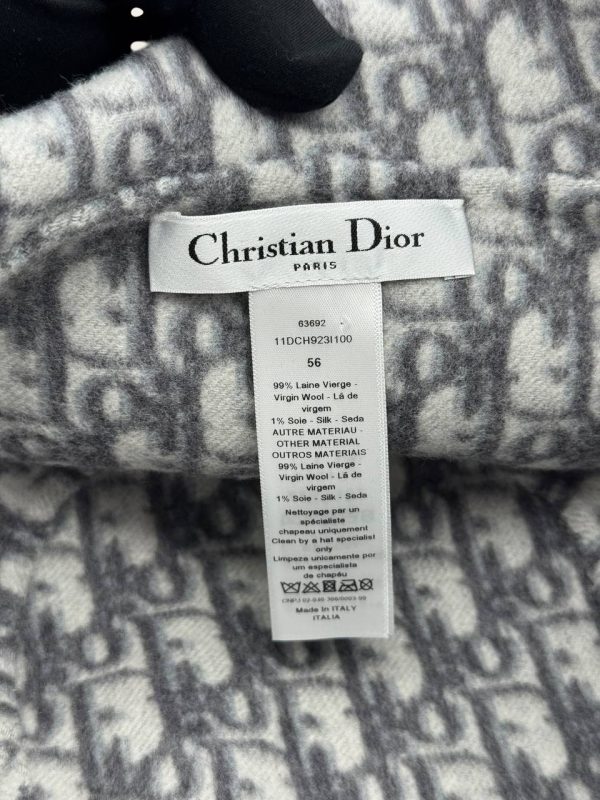 Christian Dior
PARIS
63692
11DCH923I100
56
99% Laine Vierge -
Virgin Wool - Lá de
virgem
1% Soie - Silk - Seda
AUTRE MATERIAU -
OTHER MATERIAL
OUTROS MATERIAIS
99% Laine Vierge -
Virgin Wool - Lá de
virgem
1% Soie - Silk - Seda
Nettoyage par un
spécialiste
chapeau uniquement
Clean by a hat specialist
only
Limpeza unicamente por
um especialista
de chapéu
Made in ITALY
ITALIA